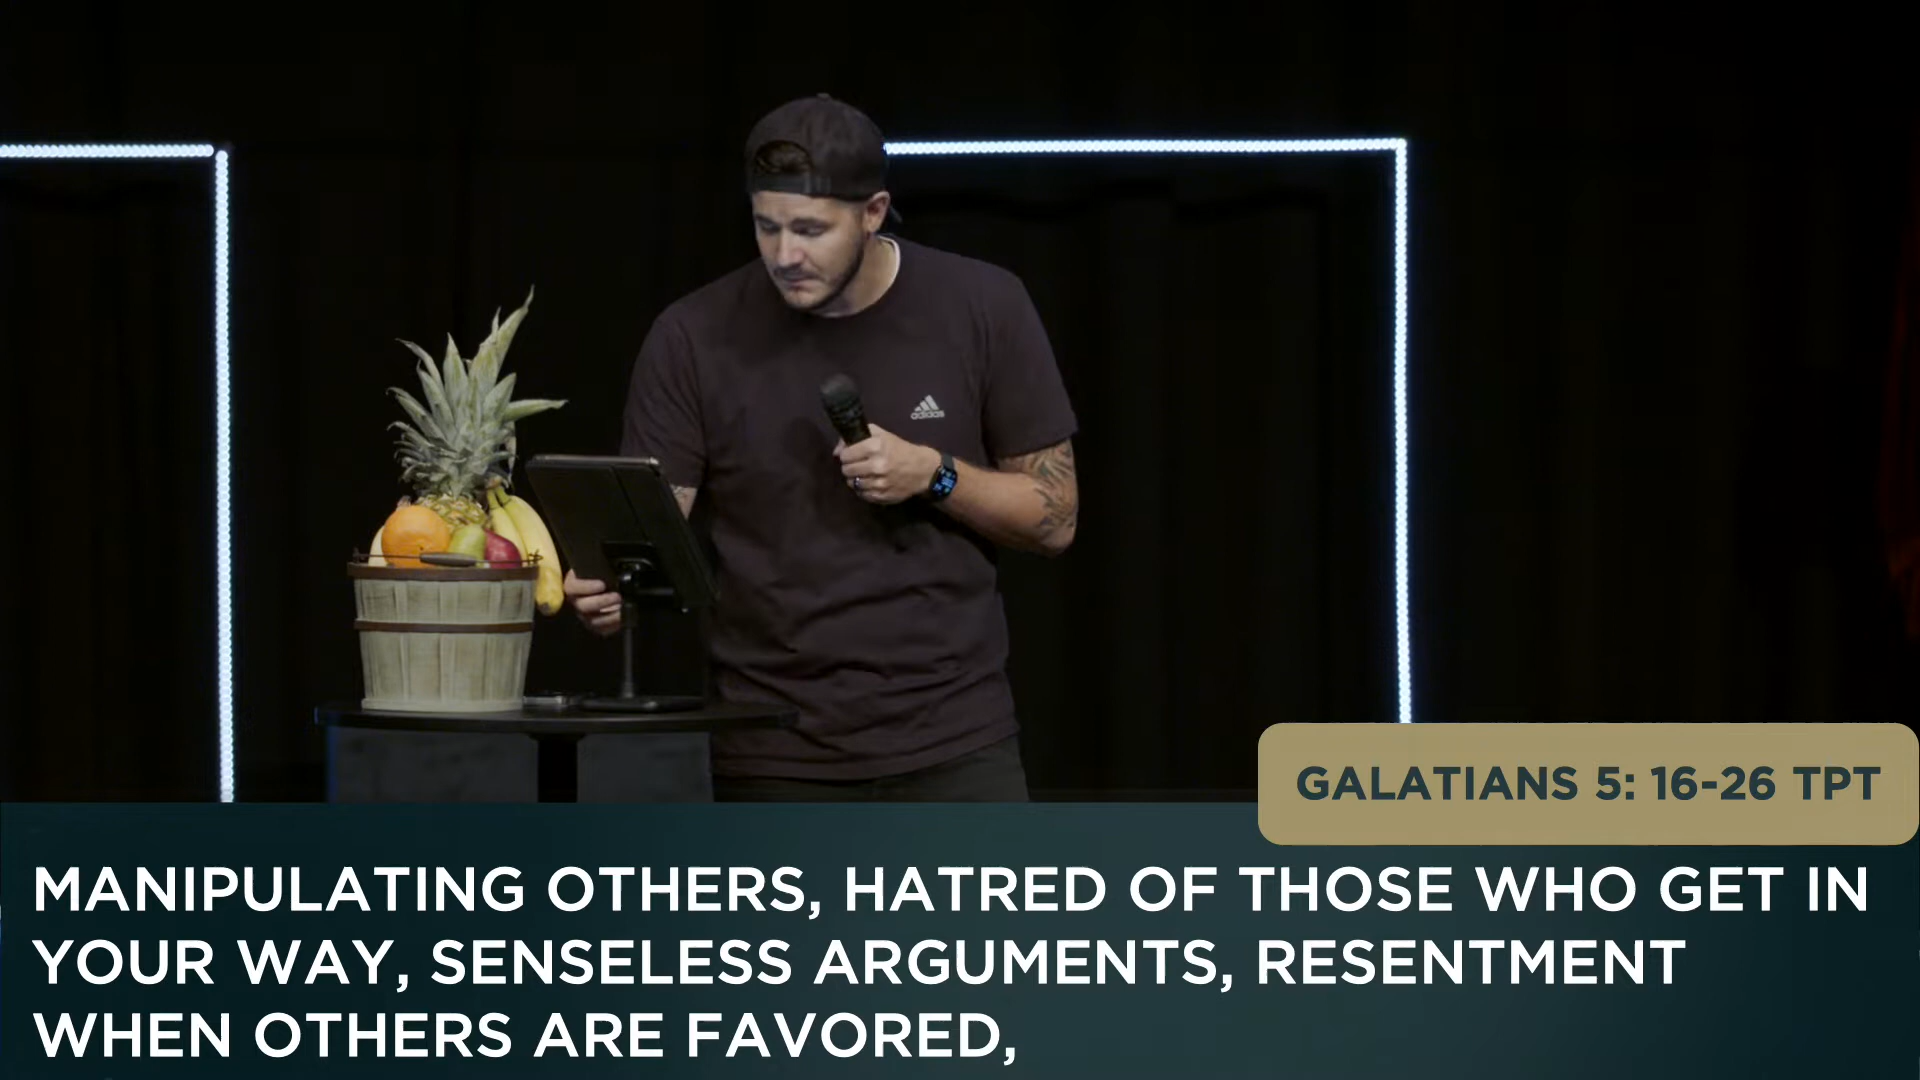 adidas
GALATIANS 5: 16-26 TPT
MANIPULATING OTHERS, HATRED OF THOSE WHO GET IN
YOUR WAY, SENSELESS ARGUMENTS, RESENTMENT
WHEN OTHERS ARE FAVORED,